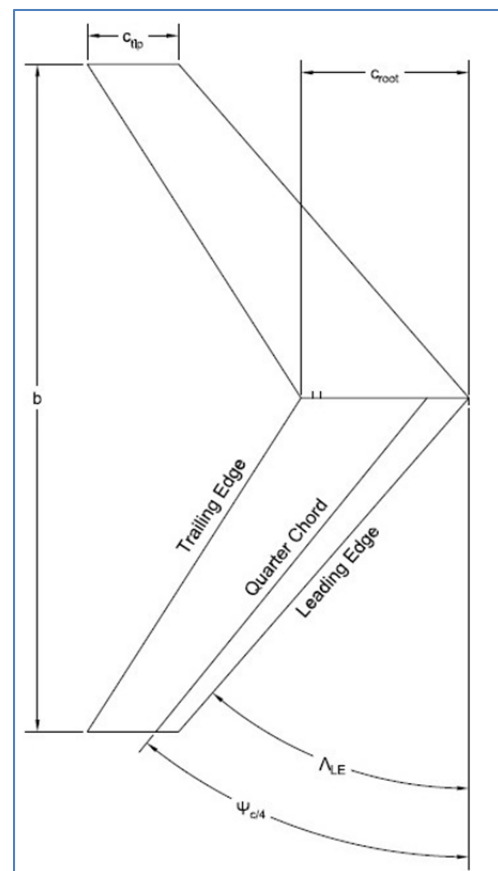 c_tip
c_root
b
Trailing Edge
Quarter Chord
Leading Edge
Λ_LE
Ψ_c/4